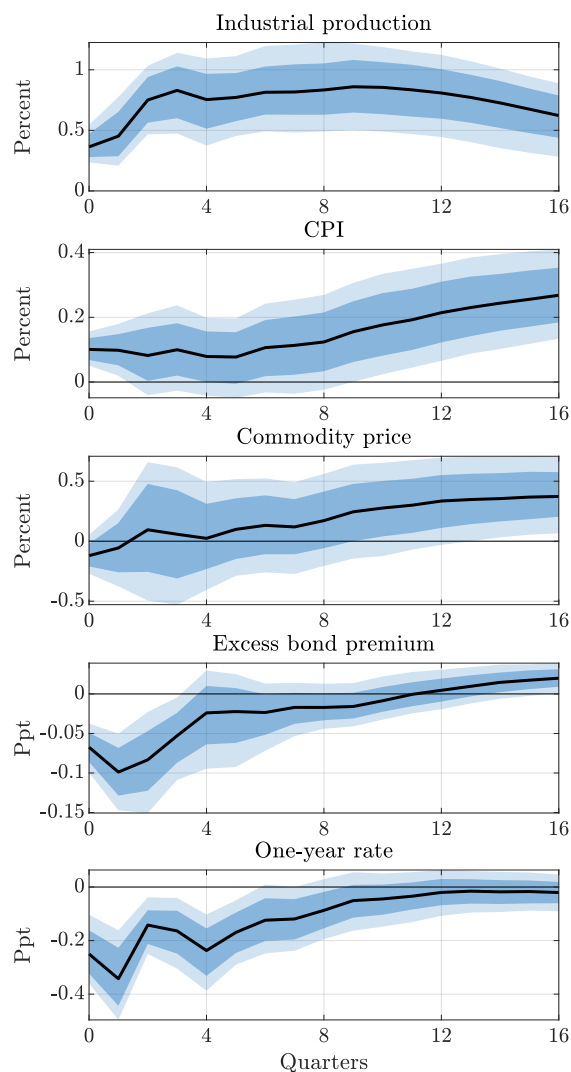 Industrial production
Percent
1
0.5
0
0 4 8 12 16
CPI
Percent
0.4
0.2
0
0 4 8 12 16
Commodity price
Percent
0.5
0
-0.5
0 4 8 12 16
Excess bond premium
Ppt
0
-0.05
-0.1
-0.15
0 4 8 12 16
One-year rate
Ppt
0
-0.2
-0.4
0 4 8 12 16
Quarters